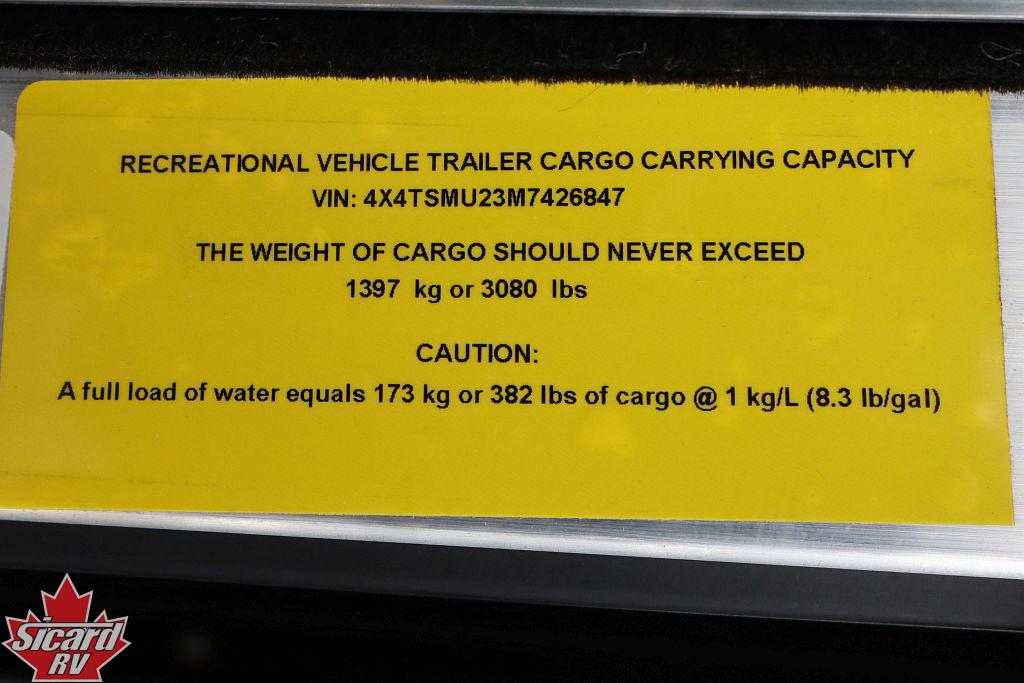 RECREATIONAL VEHICLE TRAILER CARGO CARRYING CAPACITY
VIN: 4X4TSMU23M7426847
THE WEIGHT OF CARGO SHOULD NEVER EXCEED
1397 kg or 3080 lbs
CAUTION:
A full load of water equals 173 kg or 382 lbs of cargo @ 1 kg/L (8.3 lb/gal)
Sicard
RV